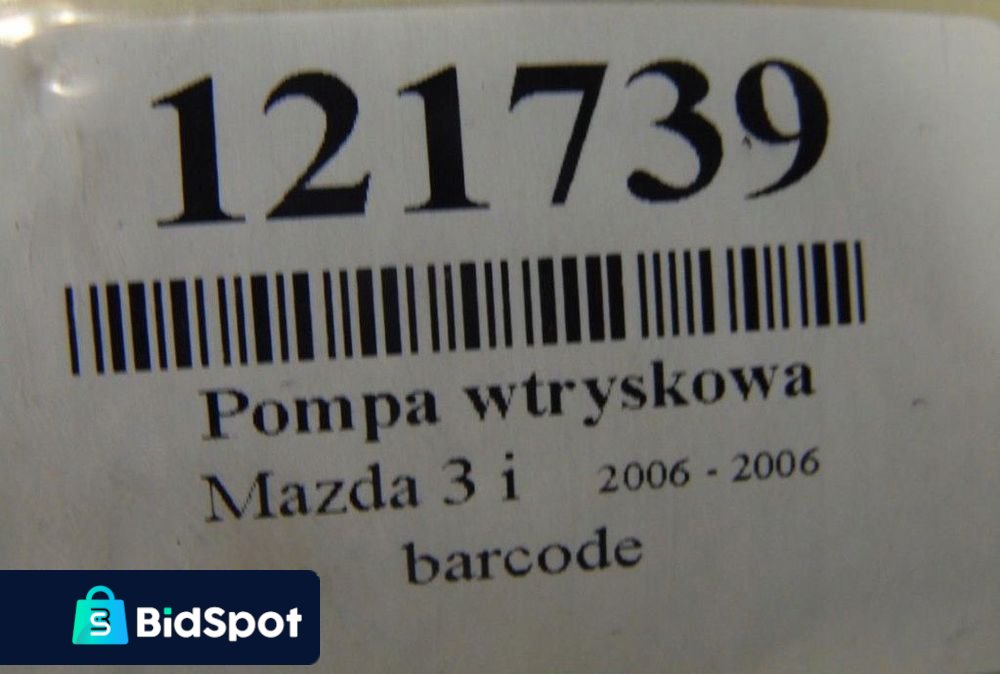 121739
Pompa wtryskowa
Mazda 3 i 2006 - 2006
barcode
BidSpot